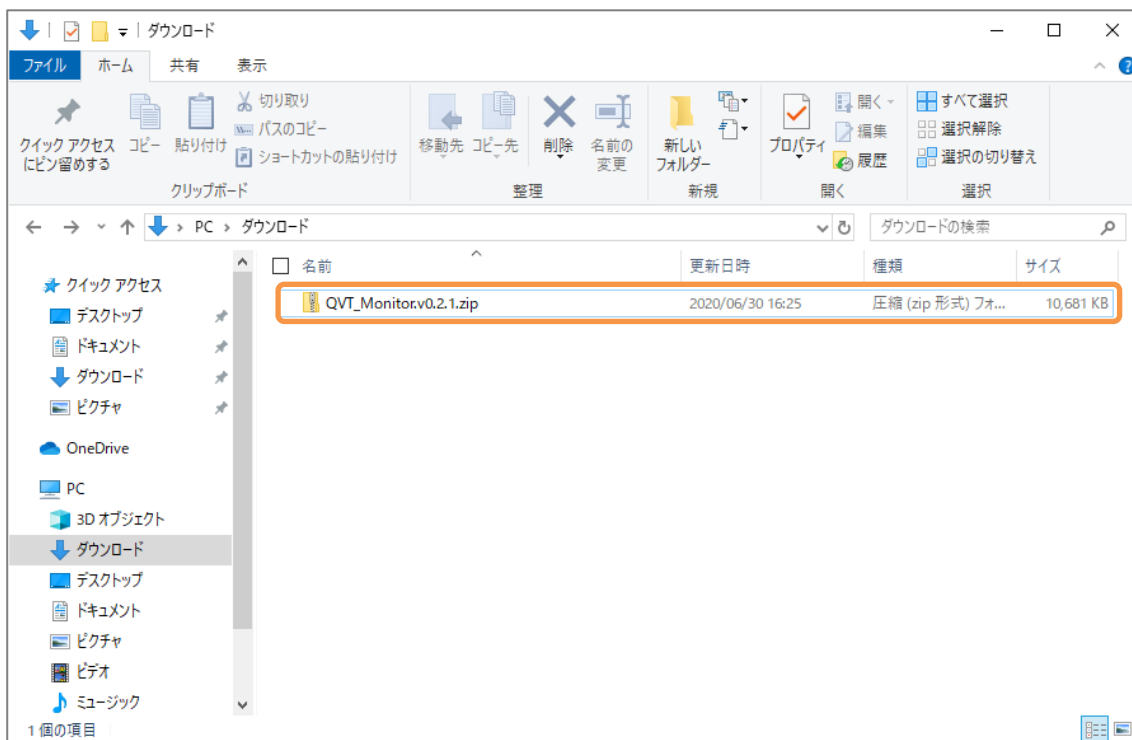 ダウンロード
ファイル ホーム 共有 表示
クイック アクセス
にピン留めする
コピー
貼り付け
切り取り
パスのコピー
ショートカットの貼り付け
クリップボード
移動先
コピー先
削除
名前の
変更
整理
新しい
フォルダー
新規
プロパティ
開く
編集
履歴
開く
すべて選択
選択解除
選択の切り替え
選択
PC › ダウンロード
ダウンロードの検索
名前 更新日時 種類 サイズ
QVT_Monitor.v0.2.1.zip 2020/06/30 16:25 圧縮 (zip 形式) フォ... 10,681 KB
クイック アクセス
デスクトップ
ドキュメント
ダウンロード
ピクチャ
OneDrive
PC
3D オブジェクト
ダウンロード
デスクトップ
ドキュメント
ピクチャ
ビデオ
ミュージック
1 個の項目